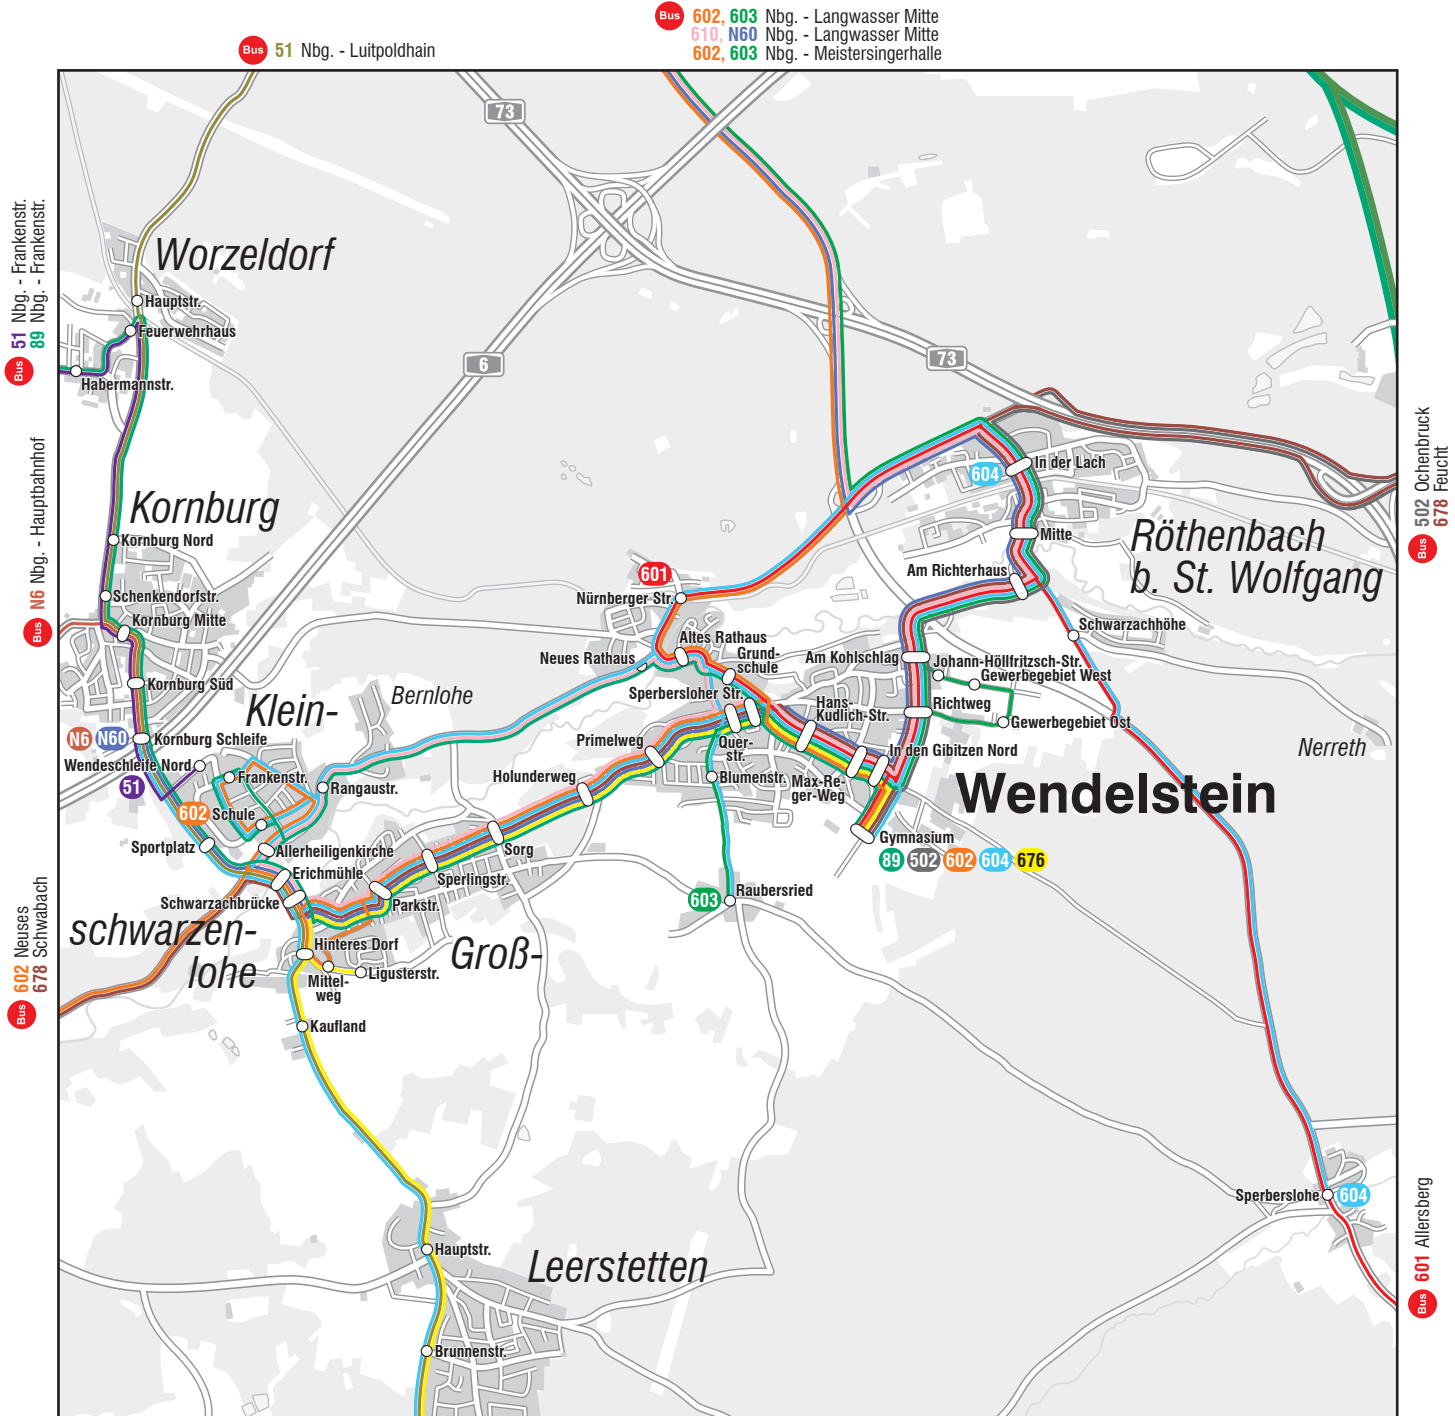 Bus 602, 603 Nbg. - Langwasser Mitte
610, N60 Nbg. - Langwasser Mitte
602, 603 Nbg. - Meistersingerhalle
Bus 51 Nbg. - Luitpoldhain
73
Bus 51 Nbg. - Frankenstr.
89 Nbg. - Frankenstr.
Worzeldorf
Hauptstr.
Feuerwehrhaus
Habermannstr.
6
73
Bus N6 Nbg. - Hauptbahnhof
Bus 502 Ochenbruck
678 Feucht
In der Lach
604
Kornburg
Kornburg Nord
Mitte
Röthenbach
b. St. Wolfgang
Am Richterhaus
601
Nürnberger Str.
Schenkendorfstr.
Kornburg Mitte
Schwarzachhöhe
Altes Rathaus
Neues Rathaus
Grund-
schule
Am Kohlschlag
Johann-Höllfritzsch-Str.
Gewerbegebiet West
Kornburg Süd
Sperbersloher Str.
Bernlohe
Klein-
Hans-
Kudlich-Str.
Richtweg
Gewerbegebiet Ost
N6 N60 Kornburg Schleife
Primelweg
Quer-
str.
In den Gibitzen Nord
Nerreth
Wendeschleife Nord
Frankenstr.
Holunderweg
Blumenstr.
Max-Re-
ger-Weg
Wendelstein
51
Rangaustr.
602 Schule
Gymnasium
89 502 602 604 676
Sportplatz
Allerheiligenkirche
Sorg
Erichmühle
Sperlingstr.
603 Raubersried
Schwarzachbrücke
Parkstr.
schwarzen-
lohe
Hinteres Dorf
Groß-
Mittel-
weg
Ligusterstr.
Bus 602 Neuses
678 Schwabach
Kaufland
Sperberslohe 604
Bus 601 Allersberg
Hauptstr.
Leerstetten
Brunnenstr.